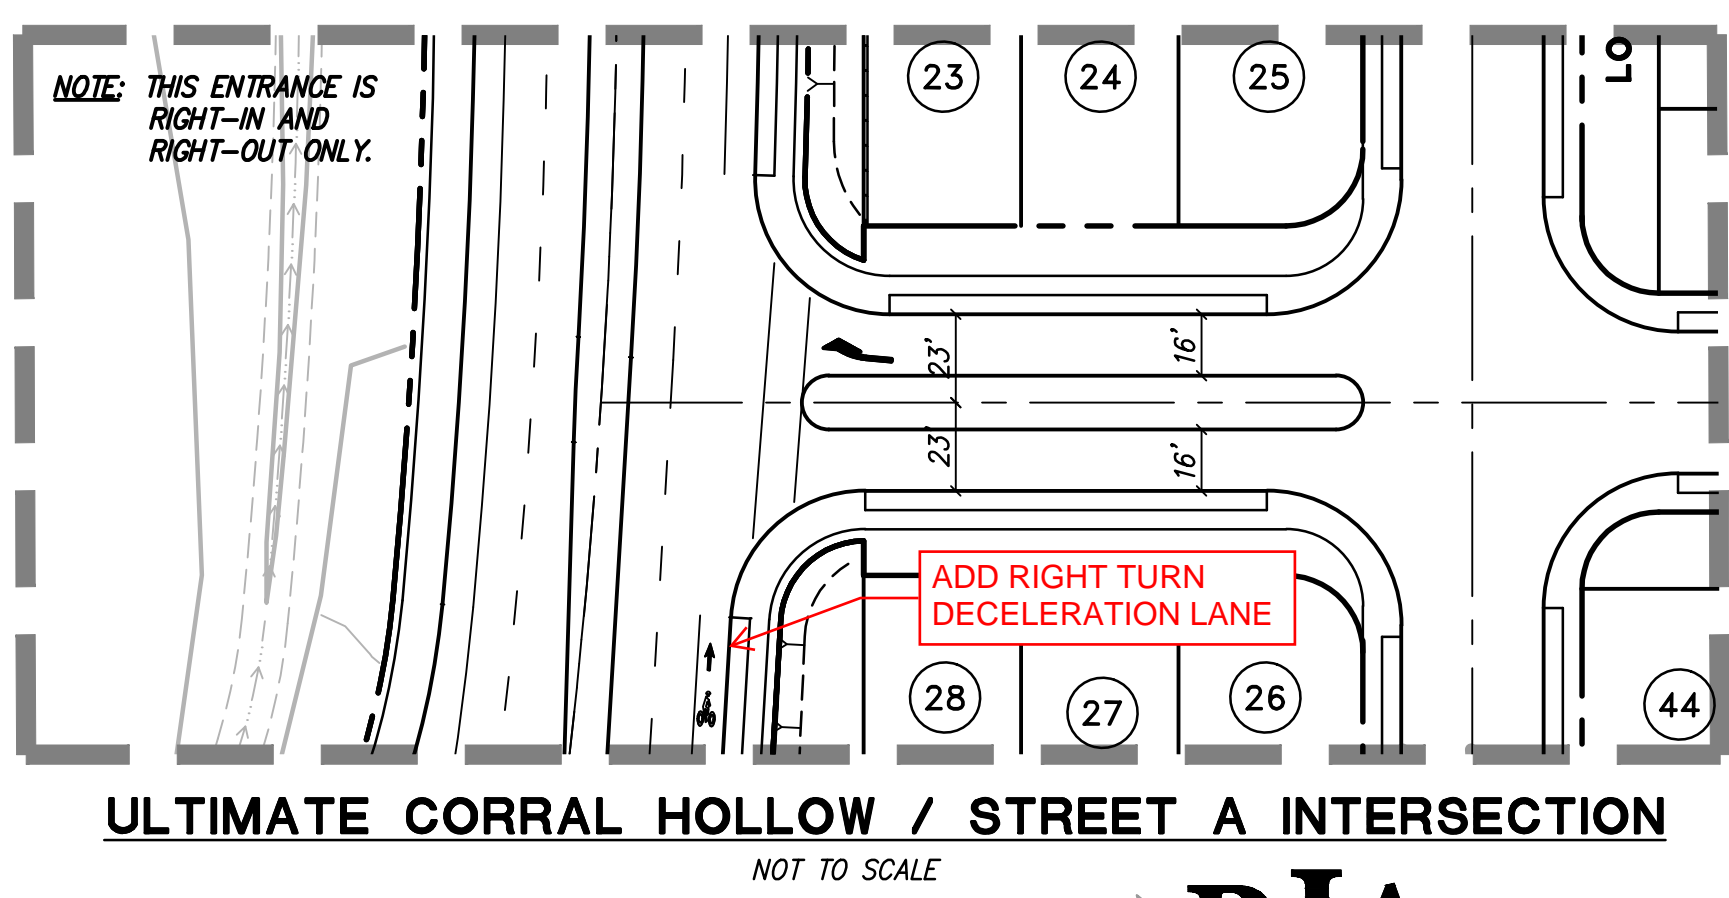 NOTE: THIS ENTRANCE IS
RIGHT-IN AND
RIGHT-OUT ONLY.
23
24
25
LO
23'
16'
23'
16'
ADD RIGHT TURN
DECELERATION LANE
28
27
26
44
ULTIMATE CORRAL HOLLOW / STREET A INTERSECTION
NOT TO SCALE